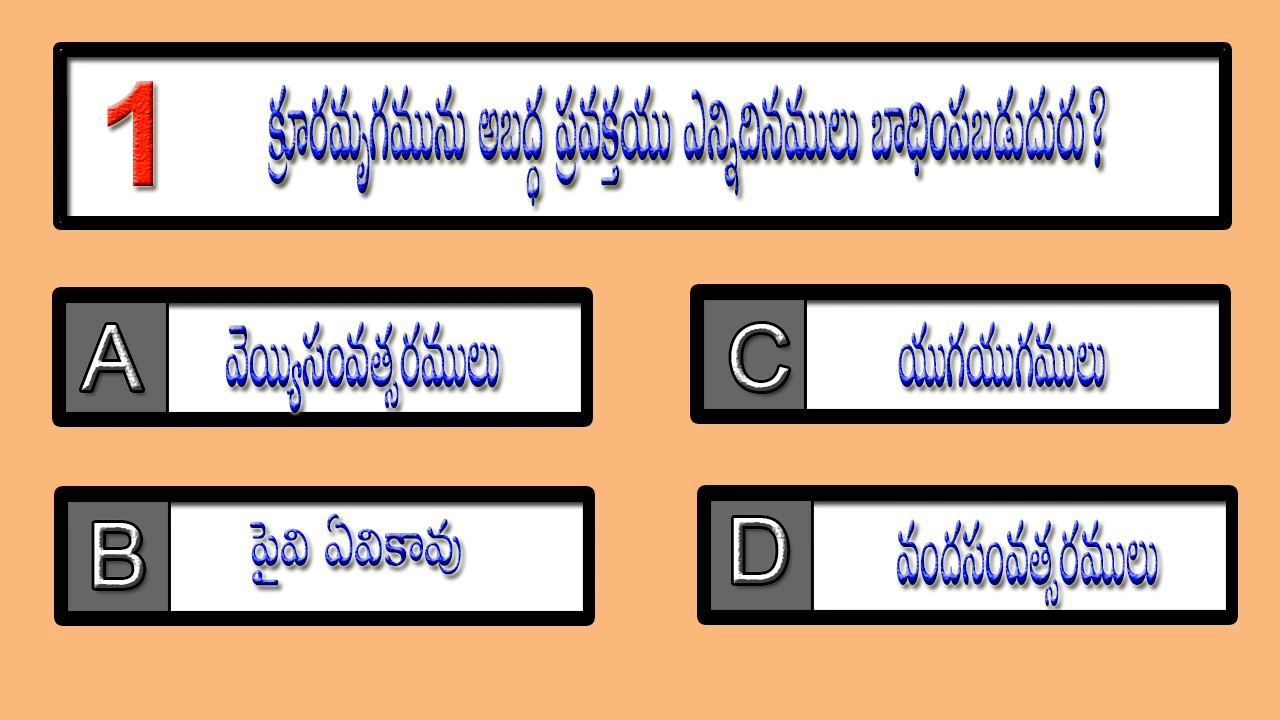 1 క్రూరమృగమును అబద్ధ ప్రవక్తయు ఎన్నిదినములు బాధింపబడుదురు?
A వెయ్యిసంవత్సరములు
C యుగయుగములు
B పైవి ఏవికావు
D వందసంవత్సరములు